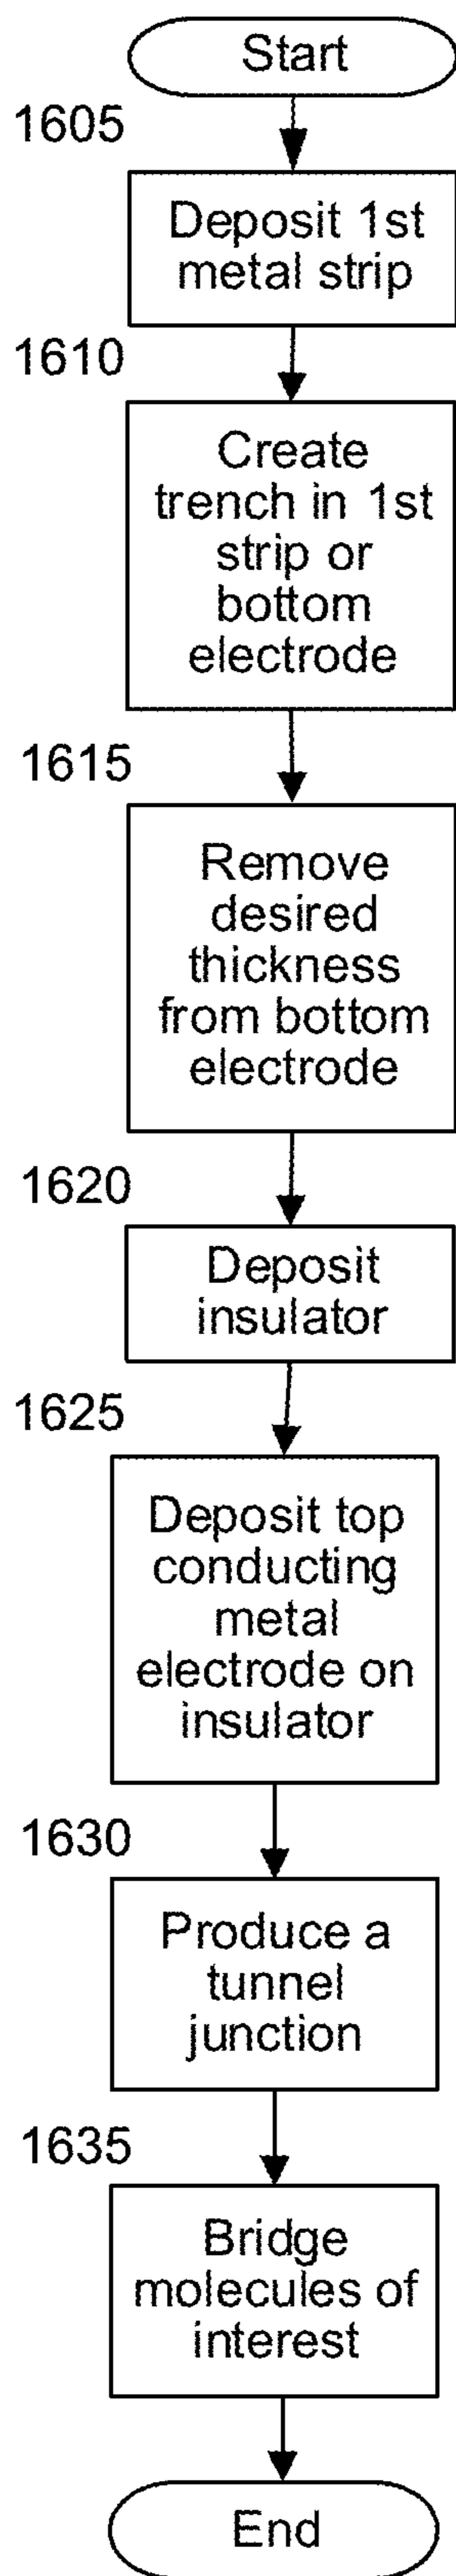 Start
1605
Deposit 1st
metal strip
1610
Create
trench in 1st
strip or
bottom
electrode
1615
Remove
desired
thickness
from bottom
electrode
1620
Deposit
insulator
1625
Deposit top
conducting
metal
electrode on
insulator
1630
Produce a
tunnel
junction
1635
Bridge
molecules of
interest
End